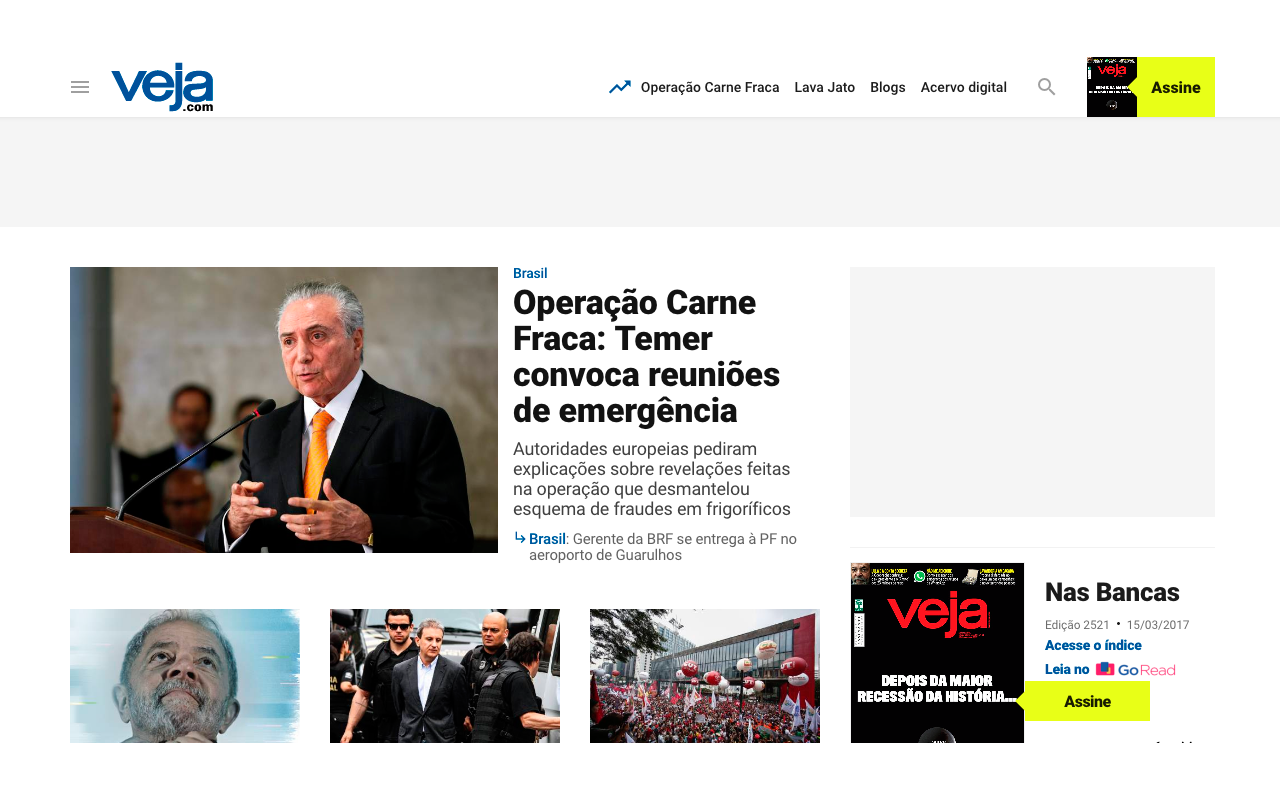 veja
.com
Operação Carne Fraca
Lava Jato
Blogs
Acervo digital
veja
Assine
Brasil
Operação Carne
Fraca: Temer
convoca reuniões
de emergência
Autoridades europeias pediram
explicações sobre revelações feitas
na operação que desmantelou
esquema de fraudes em frigoríficos
Brasil: Gerente da BRF se entrega à PF no
aeroporto de Guarulhos
veja
DEPOIS DA MAIOR
RECESSÃO DA HISTÓRIA...
Nas Bancas
Edição 2521 • 15/03/2017
Acesse o índice
Leia no GoRead
Assine